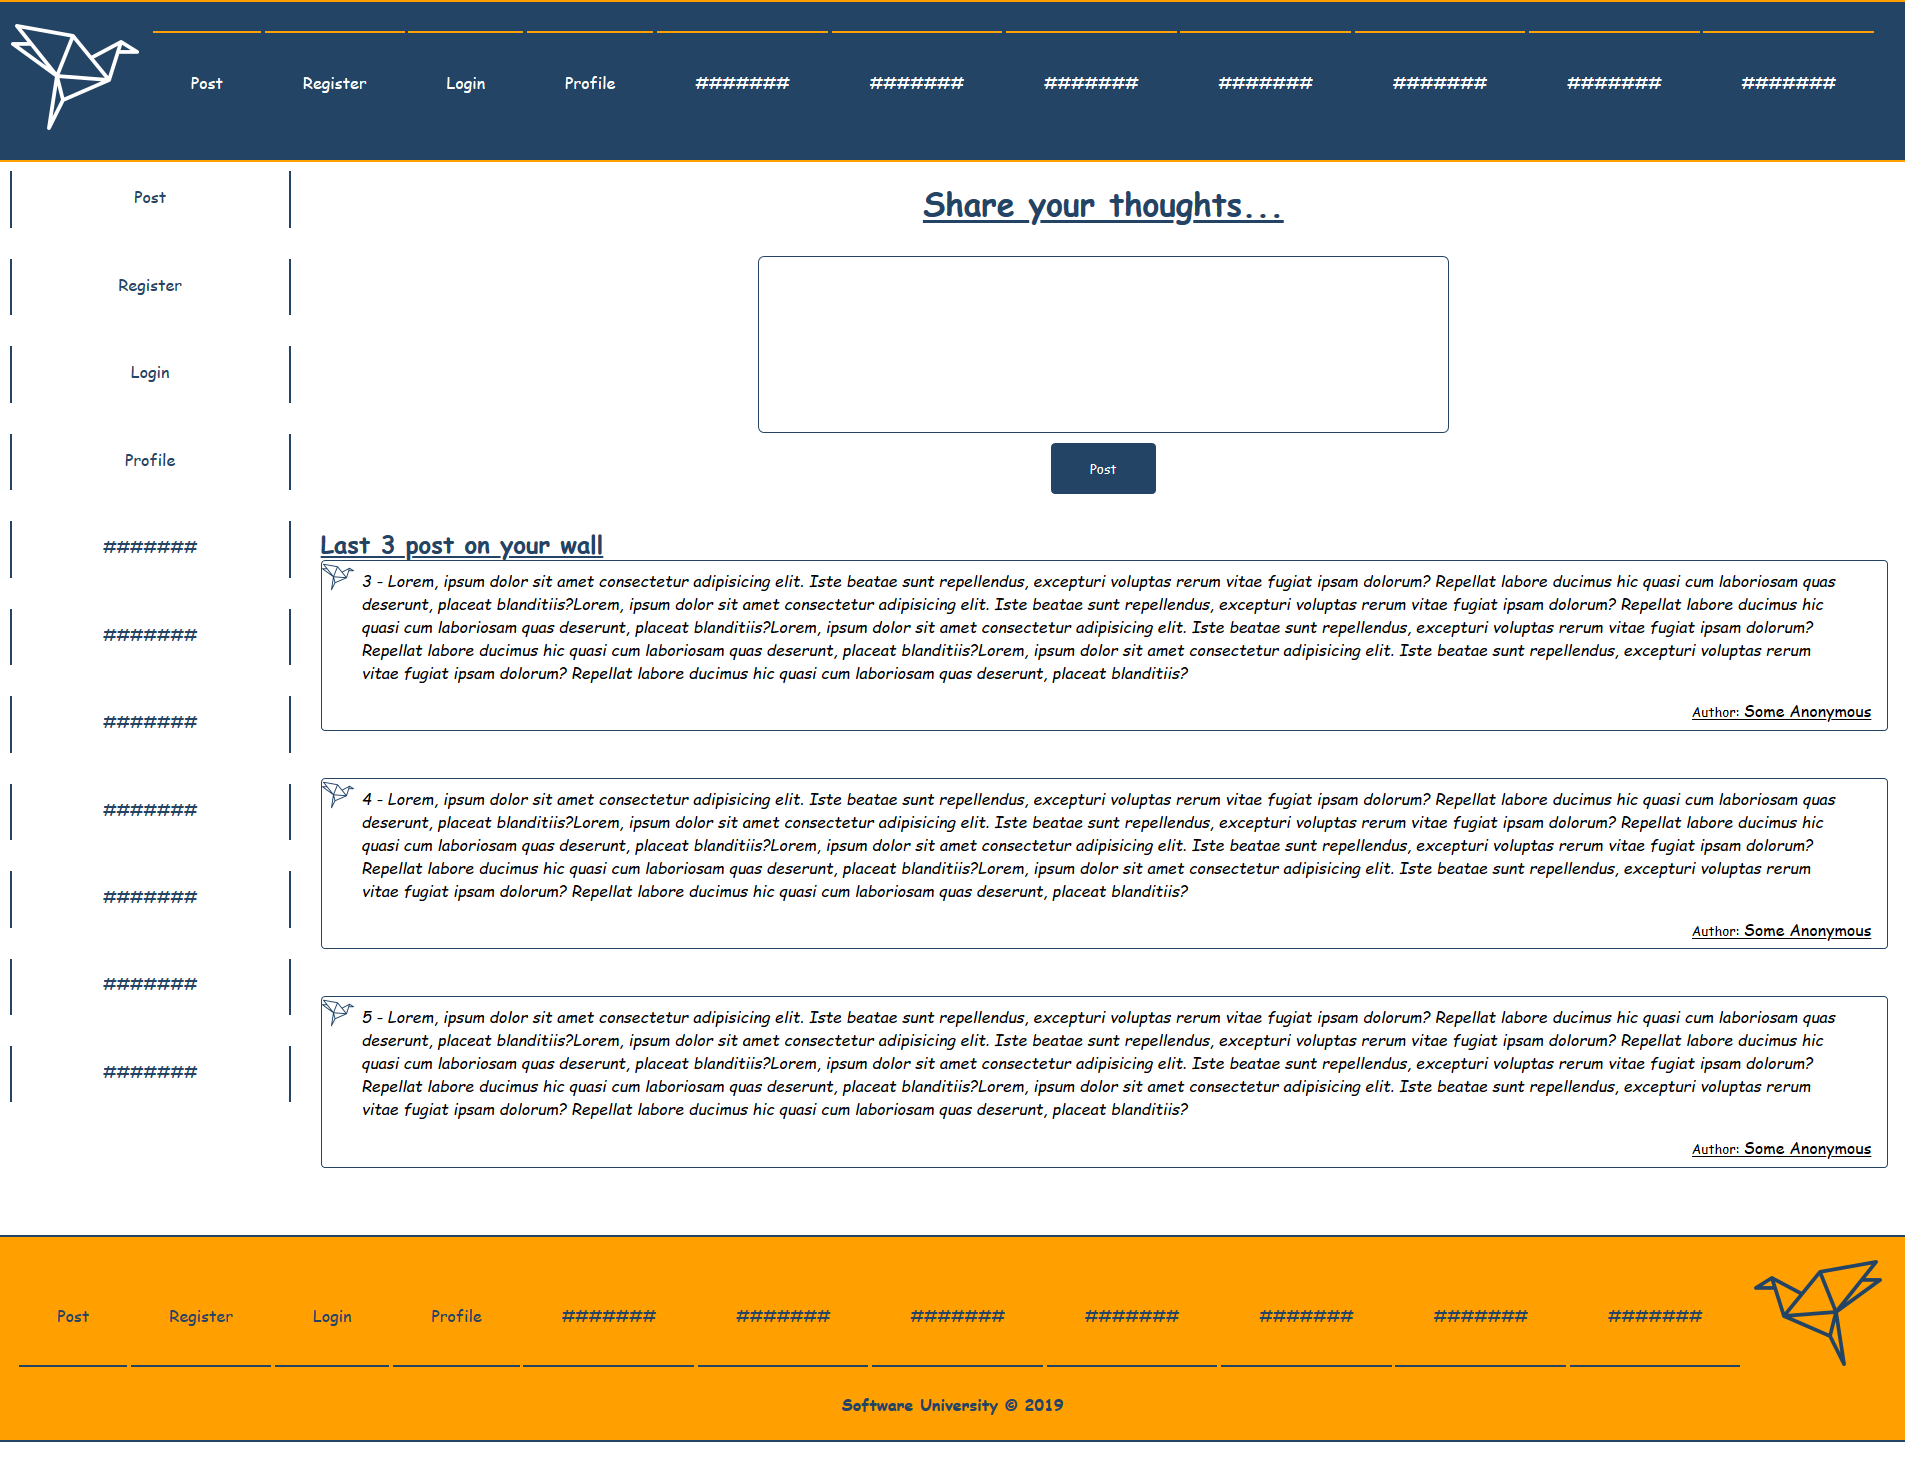 Post Register Login Profile ####### ####### ####### ####### ####### ####### #######
Post
Register
Login
Profile
#######
#######
#######
#######
#######
#######
#######
Share your thoughts...
Post
Last 3 post on your wall
3 - Lorem, ipsum dolor sit amet consectetur adipisicing elit. Iste beatae sunt repellendus, excepturi voluptas rerum vitae fugiat ipsam dolorum? Repellat labore ducimus hic quasi cum laboriosam quas
deserunt, placeat blanditiis?Lorem, ipsum dolor sit amet consectetur adipisicing elit. Iste beatae sunt repellendus, excepturi voluptas rerum vitae fugiat ipsam dolorum? Repellat labore ducimus hic
quasi cum laboriosam quas deserunt, placeat blanditiis?Lorem, ipsum dolor sit amet consectetur adipisicing elit. Iste beatae sunt repellendus, excepturi voluptas rerum vitae fugiat ipsam dolorum?
Repellat labore ducimus hic quasi cum laboriosam quas deserunt, placeat blanditiis?Lorem, ipsum dolor sit amet consectetur adipisicing elit. Iste beatae sunt repellendus, excepturi voluptas rerum
vitae fugiat ipsam dolorum? Repellat labore ducimus hic quasi cum laboriosam quas deserunt, placeat blanditiis?
Author: Some Anonymous
4 - Lorem, ipsum dolor sit amet consectetur adipisicing elit. Iste beatae sunt repellendus, excepturi voluptas rerum vitae fugiat ipsam dolorum? Repellat labore ducimus hic quasi cum laboriosam quas
deserunt, placeat blanditiis?Lorem, ipsum dolor sit amet consectetur adipisicing elit. Iste beatae sunt repellendus, excepturi voluptas rerum vitae fugiat ipsam dolorum? Repellat labore ducimus hic
quasi cum laboriosam quas deserunt, placeat blanditiis?Lorem, ipsum dolor sit amet consectetur adipisicing elit. Iste beatae sunt repellendus, excepturi voluptas rerum vitae fugiat ipsam dolorum?
Repellat labore ducimus hic quasi cum laboriosam quas deserunt, placeat blanditiis?Lorem, ipsum dolor sit amet consectetur adipisicing elit. Iste beatae sunt repellendus, excepturi voluptas rerum
vitae fugiat ipsam dolorum? Repellat labore ducimus hic quasi cum laboriosam quas deserunt, placeat blanditiis?
Author: Some Anonymous
5 - Lorem, ipsum dolor sit amet consectetur adipisicing elit. Iste beatae sunt repellendus, excepturi voluptas rerum vitae fugiat ipsam dolorum? Repellat labore ducimus hic quasi cum laboriosam quas
deserunt, placeat blanditiis?Lorem, ipsum dolor sit amet consectetur adipisicing elit. Iste beatae sunt repellendus, excepturi voluptas rerum vitae fugiat ipsam dolorum? Repellat labore ducimus hic
quasi cum laboriosam quas deserunt, placeat blanditiis?Lorem, ipsum dolor sit amet consectetur adipisicing elit. Iste beatae sunt repellendus, excepturi voluptas rerum vitae fugiat ipsam dolorum?
Repellat labore ducimus hic quasi cum laboriosam quas deserunt, placeat blanditiis?Lorem, ipsum dolor sit amet consectetur adipisicing elit. Iste beatae sunt repellendus, excepturi voluptas rerum
vitae fugiat ipsam dolorum? Repellat labore ducimus hic quasi cum laboriosam quas deserunt, placeat blanditiis?
Author: Some Anonymous
Post Register Login Profile ####### ####### ####### ####### ####### ####### #######
Software University © 2019